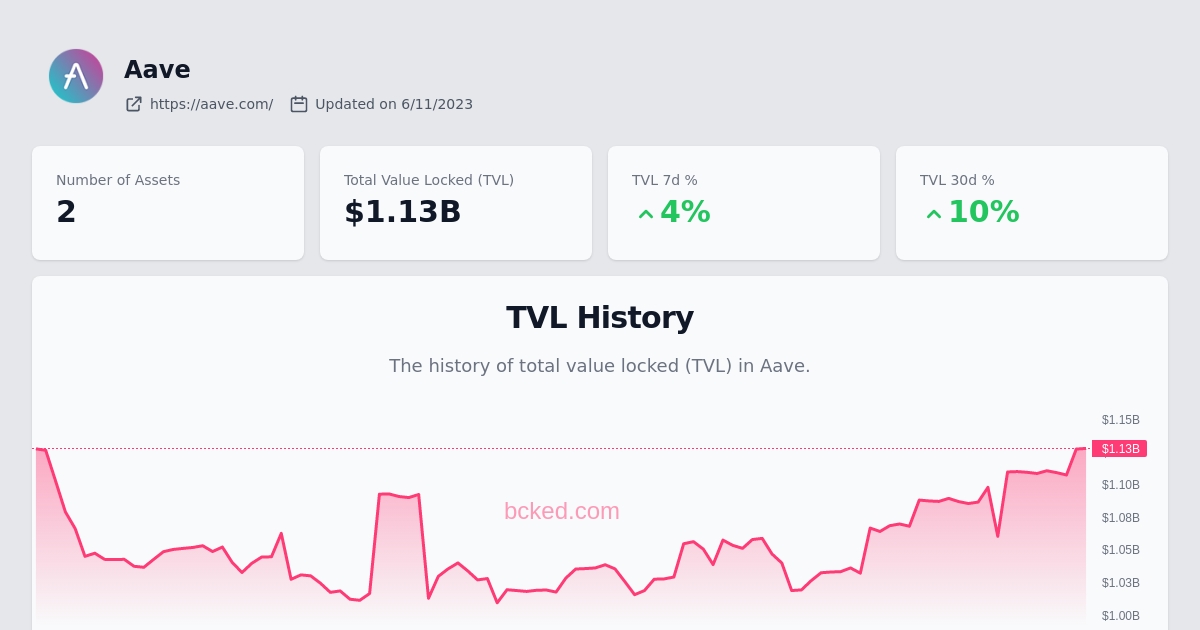 Aave
https://aave.com/ Updated on 6/11/2023
Number of Assets
2
Total Value Locked (TVL)
$1.13B
TVL 7d %
4%
TVL 30d %
10%
TVL History
The history of total value locked (TVL) in Aave.
$1.15B
$1.13B
$1.10B
$1.08B
$1.05B
$1.03B
$1.00B
bcked.com